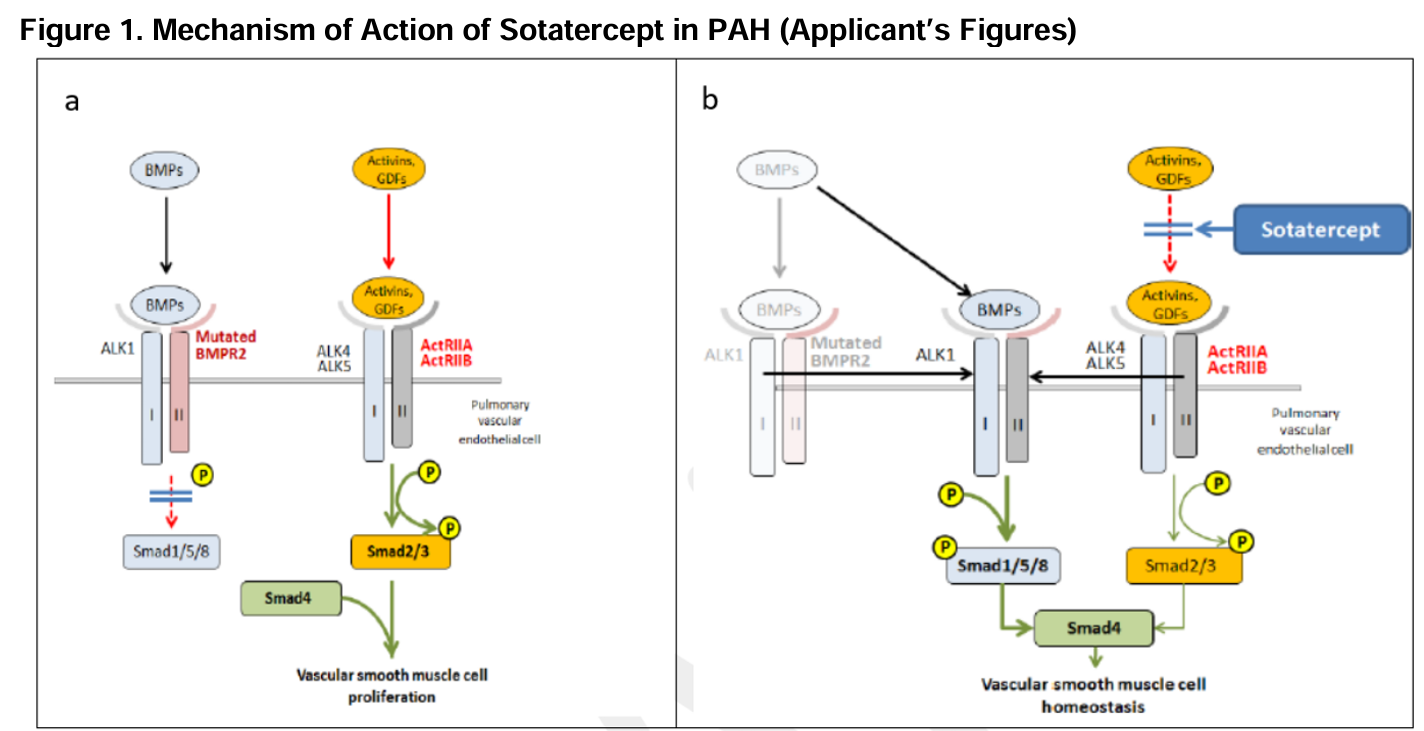 Figure 1. Mechanism of Action of Sotatercept in PAH (Applicant's Figures)
a
BMPs
Activins,
GDFs
BMPs
Activins,
GDFs
ALK1
Mutated
BMPR2
ALK4
ALK5
ActRIIA
ActRIIB
I
II
I
II
Pulmonary
vascular
endothelial cell
P
P
P
Smad1/5/8
Smad2/3
Smad4
Vascular smooth muscle cell
proliferation
b
BMPs
Activins,
GDFs
Sotatercept
BMPs
BMPs
Activins,
GDFs
ALK1
Mutated
BMPR2
ALK1
ALK4
ALK5
ActRIIA
ActRIIB
I
II
I
II
I
II
Pulmonary
vascular
endothelial cell
P
P
P
P
Smad1/5/8
Smad2/3
Smad4
Vascular smooth muscle cell
homeostasis